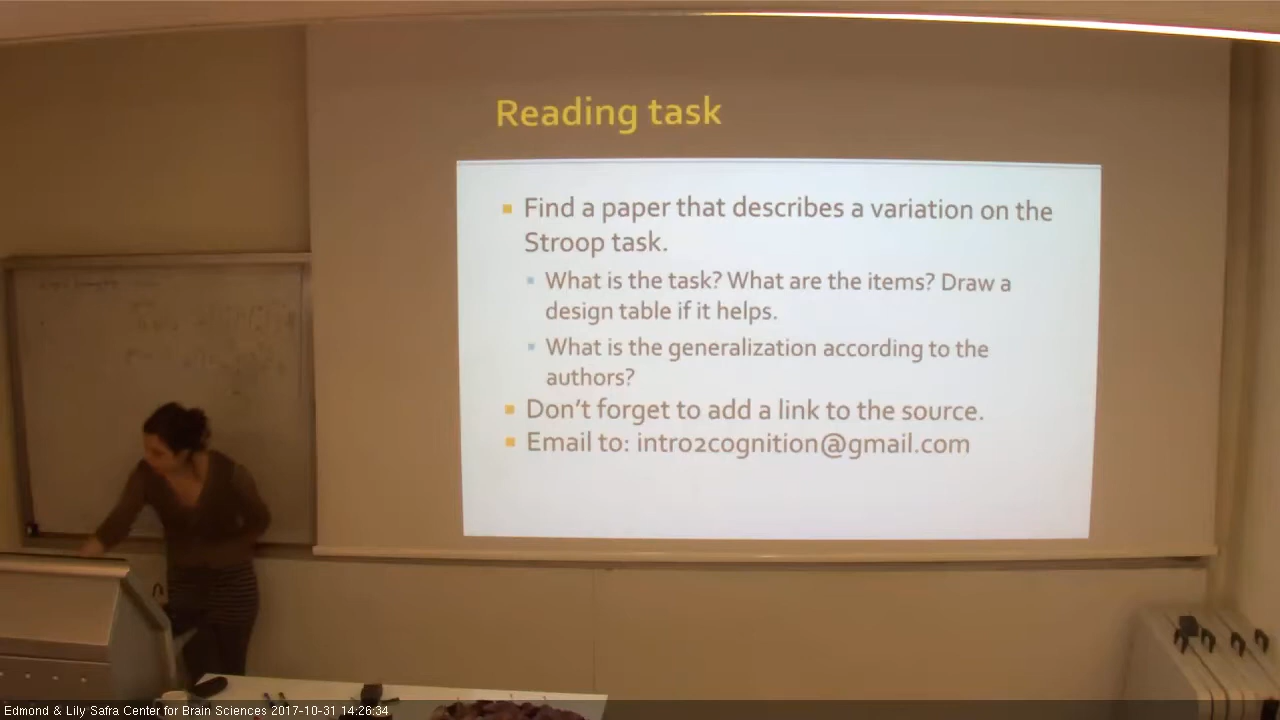 Reading task
Find a paper that describes a variation on the
Stroop task.
What is the task? What are the items? Draw a
design table if it helps.
What is the generalization according to the
authors?
Don't forget to add a link to the source.
Email to: intro2cognition@gmail.com
Edmond & Lily Safra Center for Brain Sciences 2017-10-31 14:26:34